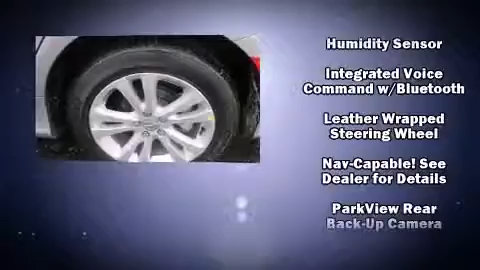 Humidity Sensor
Integrated Voice
Command w/Bluetooth
Leather Wrapped
Steering Wheel
Nav-Capable! See
Dealer for Details
ParkView Rear
Back-Up Camera